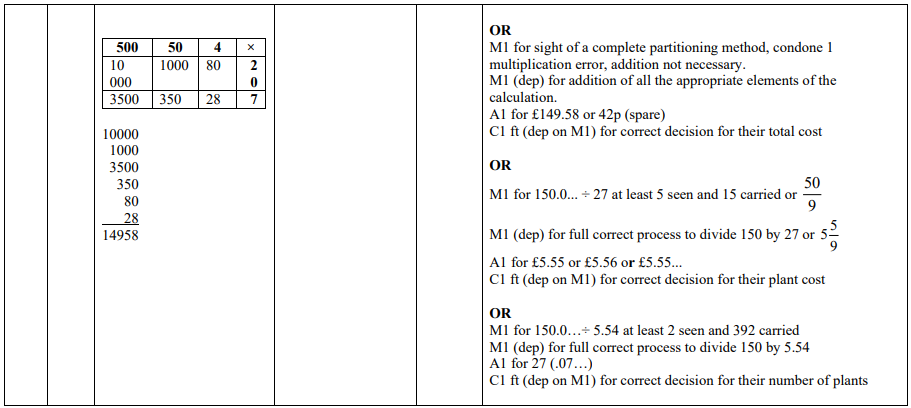 500 50 4 ×
10 1000 80 2
000 0
3500 350 28 7
10000
1000
3500
350
80
28
14958
OR
M1 for sight of a complete partitioning method, condone 1
multiplication error, addition not necessary.
M1 (dep) for addition of all the appropriate elements of the
calculation.
A1 for £149.58 or 42p (spare)
C1 ft (dep on M1) for correct decision for their total cost
OR
M1 for 150.0... ÷ 27 at least 5 seen and 15 carried or 50/9
M1 (dep) for full correct process to divide 150 by 27 or 5 5/9
A1 for £5.55 or £5.56 or £5.55...
C1 ft (dep on M1) for correct decision for their plant cost
OR
M1 for 150.0…÷ 5.54 at least 2 seen and 392 carried
M1 (dep) for full correct process to divide 150 by 5.54
A1 for 27 (.07…)
C1 ft (dep on M1) for correct decision for their number of plants